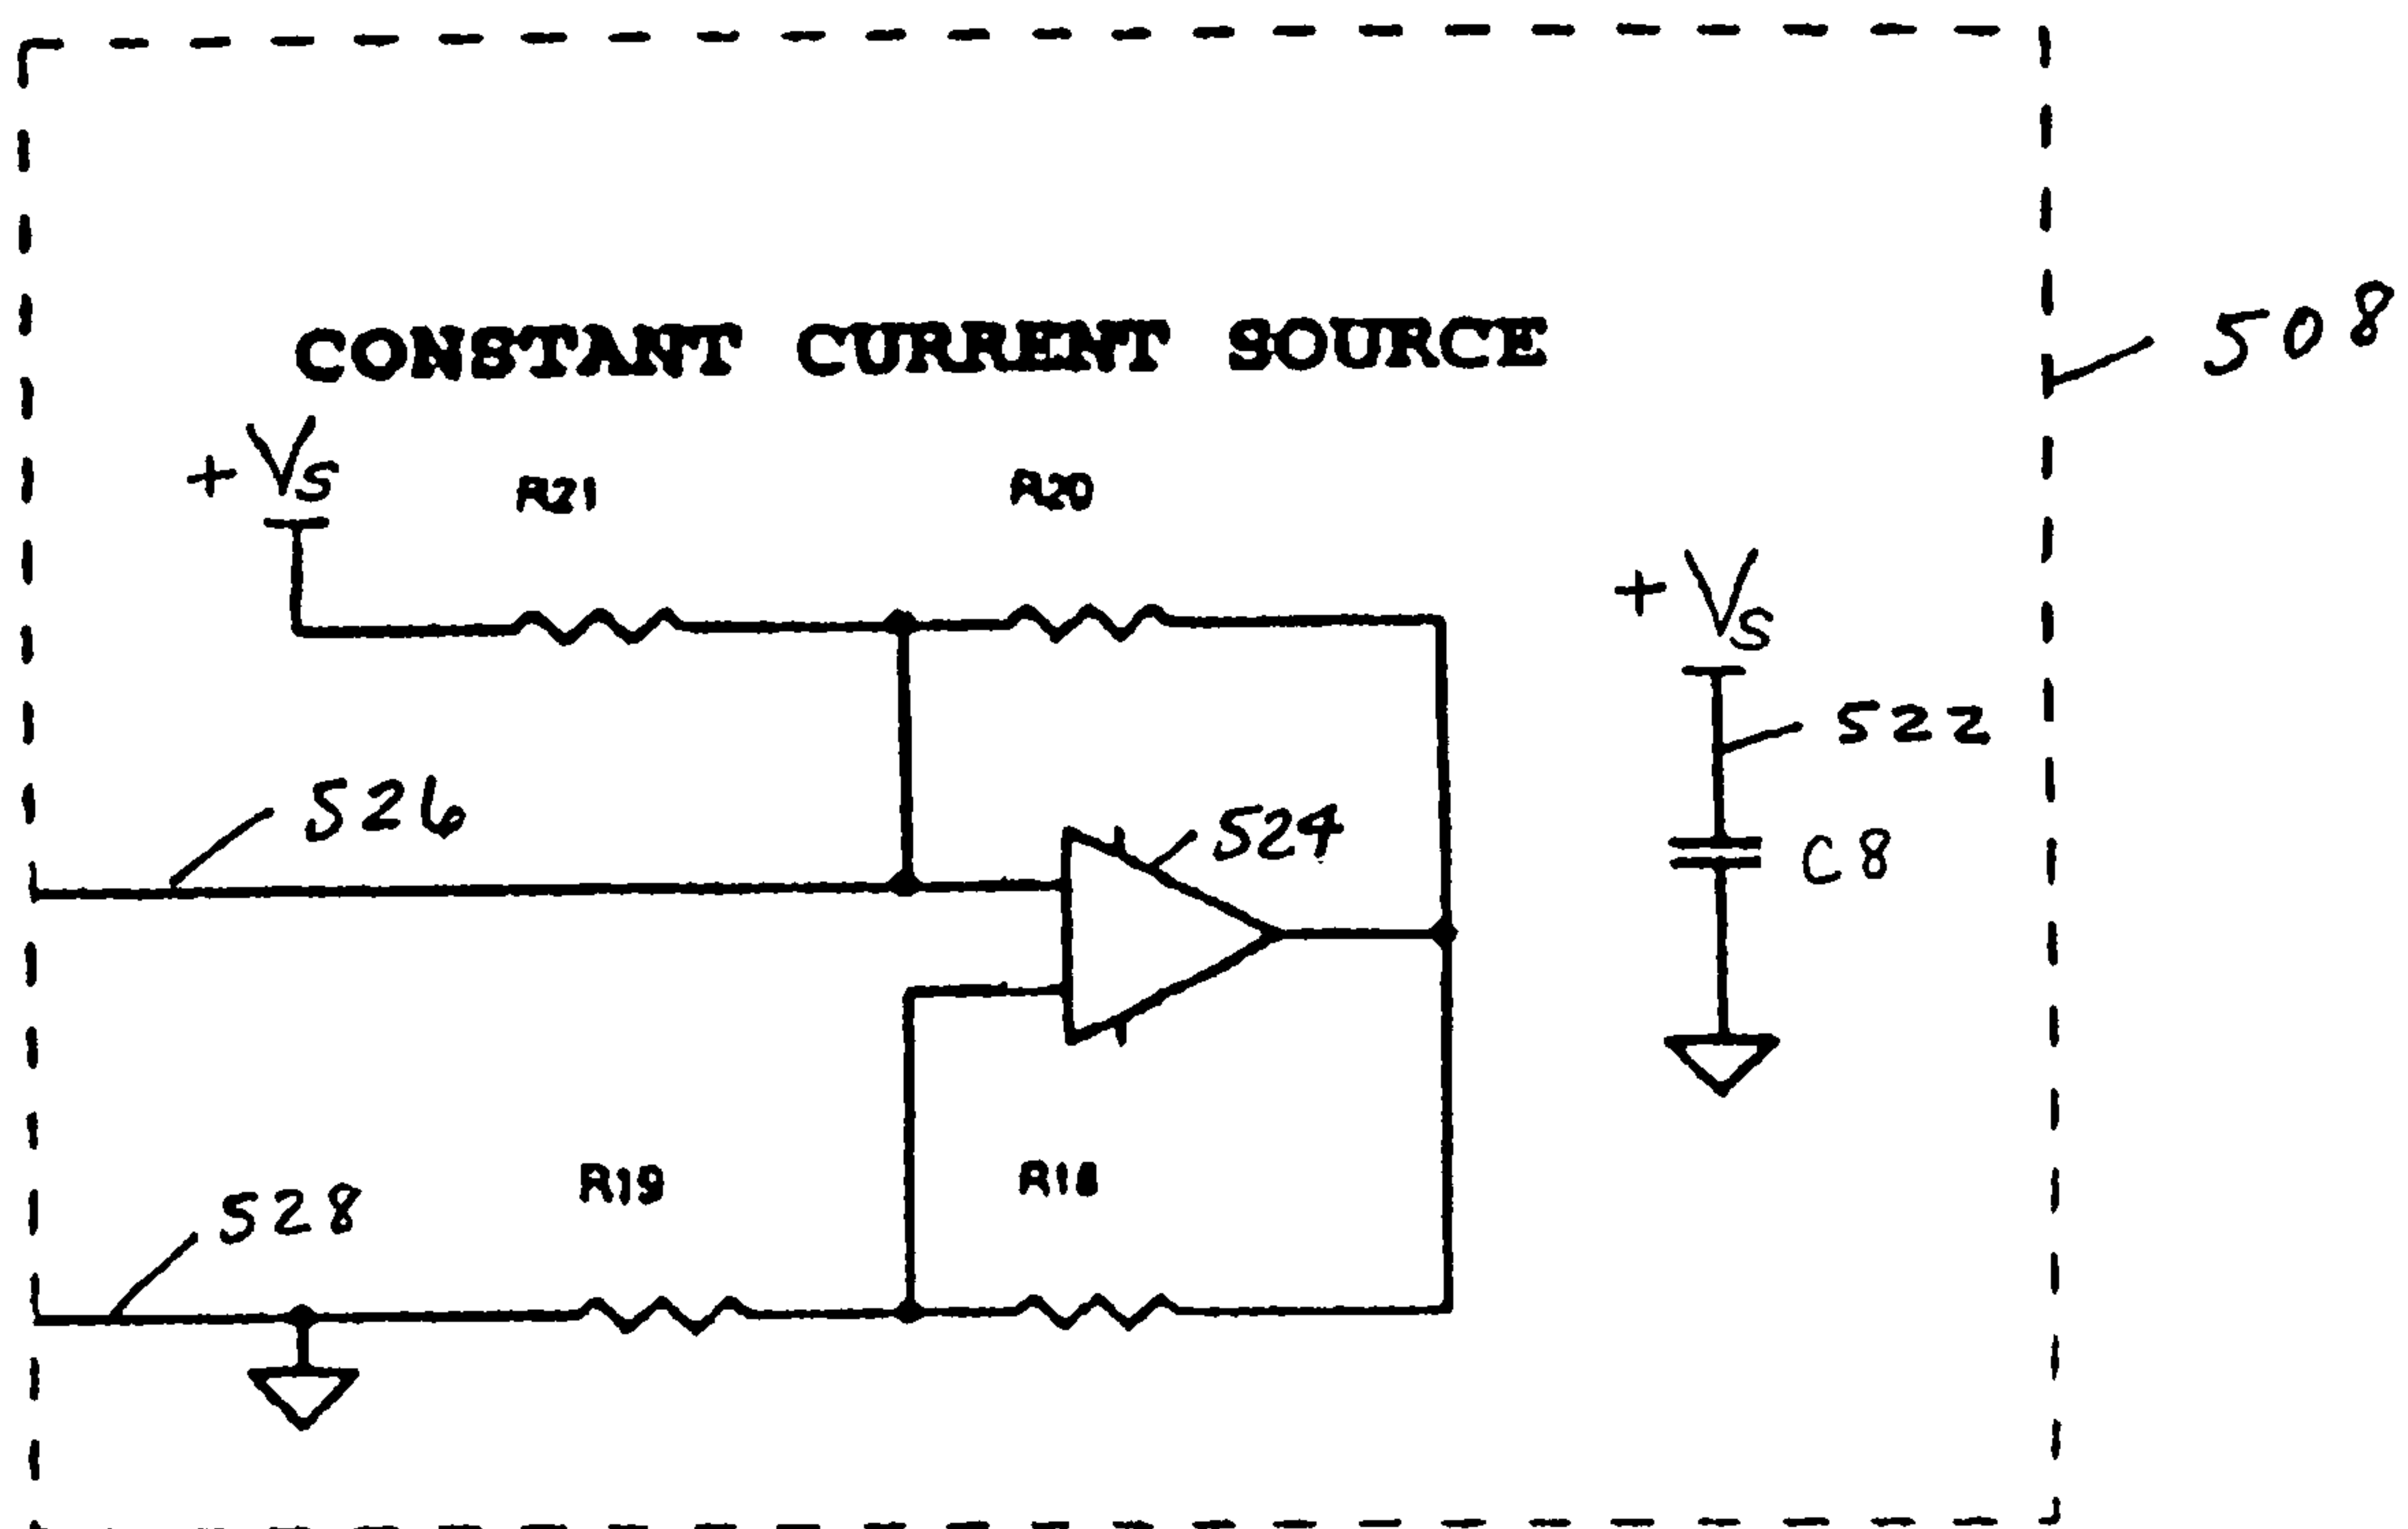 CONSTANT CURRENT SOURCE
508
+Vs
R21
R20
+Vs
522
526
524
C8
R19
R18
528